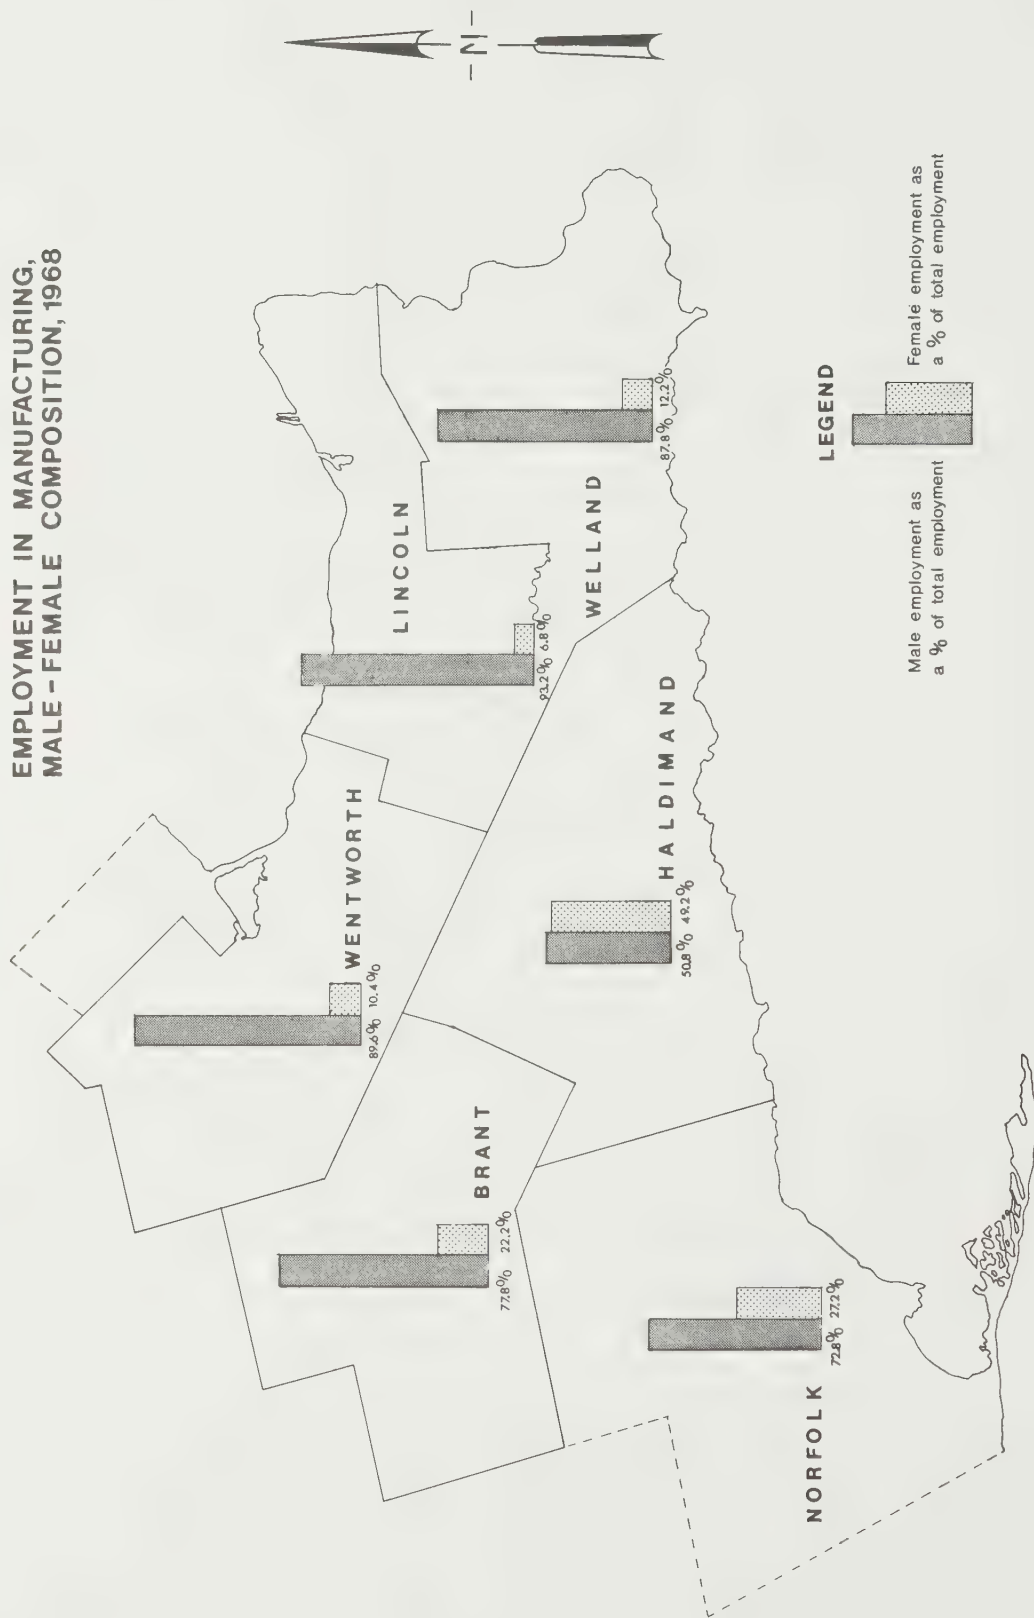 EMPLOYMENT IN MANUFACTURING,
MALE - FEMALE COMPOSITION, 1968
- N -
WENTWORTH
89.6% 10.4%
LINCOLN
93.2% 6.8%
BRANT
77.8% 22.2%
WELLAND
87.8% 12.2%
HALDIMAND
50.8% 49.2%
NORFOLK
72.8% 27.2%
LEGEND
Male employment as
a % of total employment
Female employment as
a % of total employment